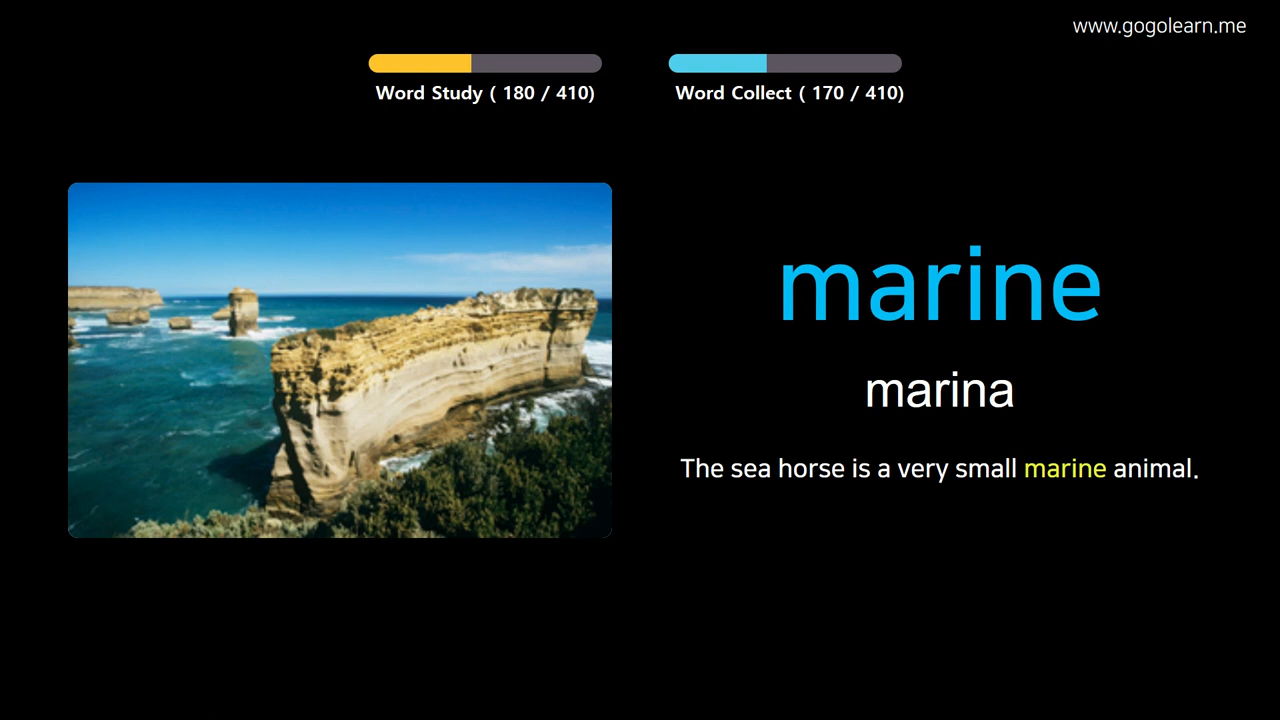 www.gogolearn.me
Word Study ( 180 / 410)
Word Collect ( 170 / 410)
marine
marina
The sea horse is a very small marine animal.